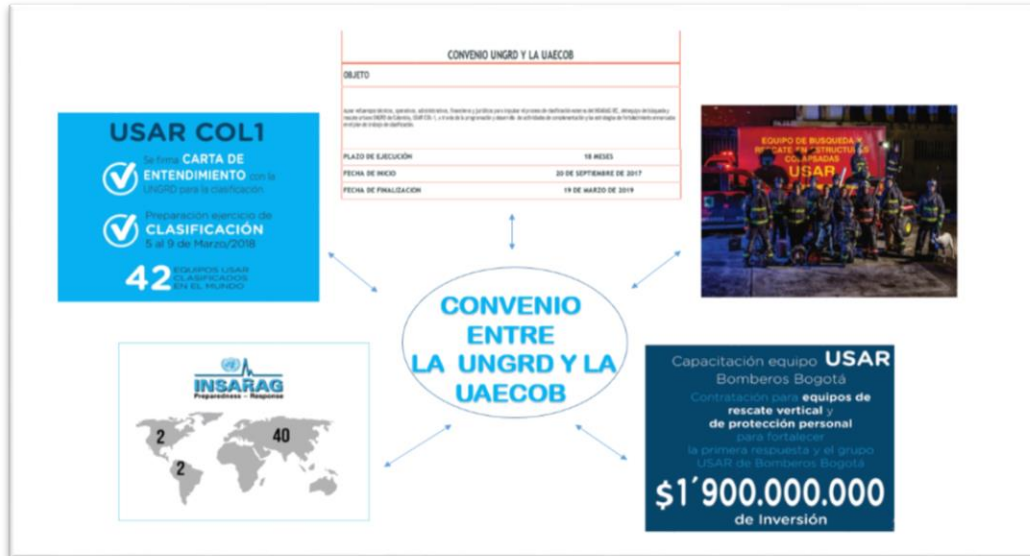 CONVENIO UNGRD Y LA UAECOB
OBJETO
PLAZO DE EJECUCIÓN 18 MESES
FECHA DE INICIO 20 DE SEPTIEMBRE DE 2017
FECHA DE FINALIZACIÓN 19 DE MARZO DE 2019
USAR COL1
Se firma CARTA DE
ENTENDIMIENTO con la
UNGRD para la clasificación
Preparación ejercicio de
CLASIFICACIÓN
5 al 9 de Marzo/2018
42 EQUIPOS USAR
CLASIFICADOS
EN EL MUNDO
EQUIPO DE BUSQUEDA Y
RESCATE EN ESTRUCTURAS
COLAPSADAS
USAR
CONVENIO
ENTRE
LA UNGRD Y LA
UAECOB
INSARAG
Preparedness - Response
2
40
2
Capacitación equipo USAR
Bomberos Bogotá
Contratación para equipos de
rescate vertical y
de protección personal
para fortalecer
la primera respuesta y el grupo
USAR de Bomberos Bogotá
$1´900.000.000
de Inversión